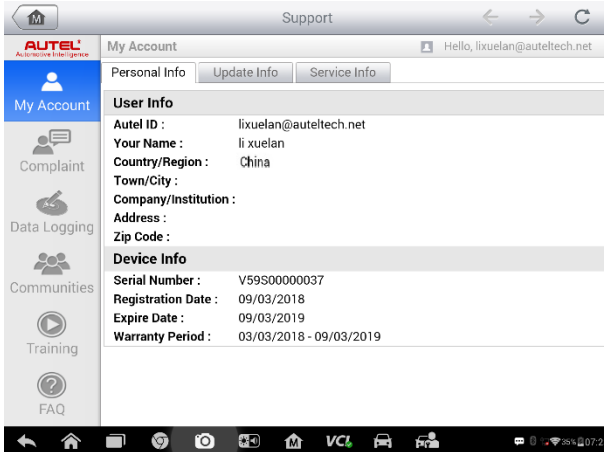 Support
AUTEL
Automotive Intelligence
My Account
Hello, lixuelan@auteltech.net
Personal Info
Update Info
Service Info
My Account
Complaint
Data Logging
Communities
Training
FAQ
User Info
Autel ID : lixuelan@auteltech.net
Your Name : li xuelan
Country/Region : China
Town/City :
Company/Institution :
Address :
Zip Code :
Device Info
Serial Number : V59S00000037
Registration Date : 09/03/2018
Expire Date : 09/03/2019
Warranty Period : 03/03/2018 - 09/03/2019
M
VCI
35%
07:2